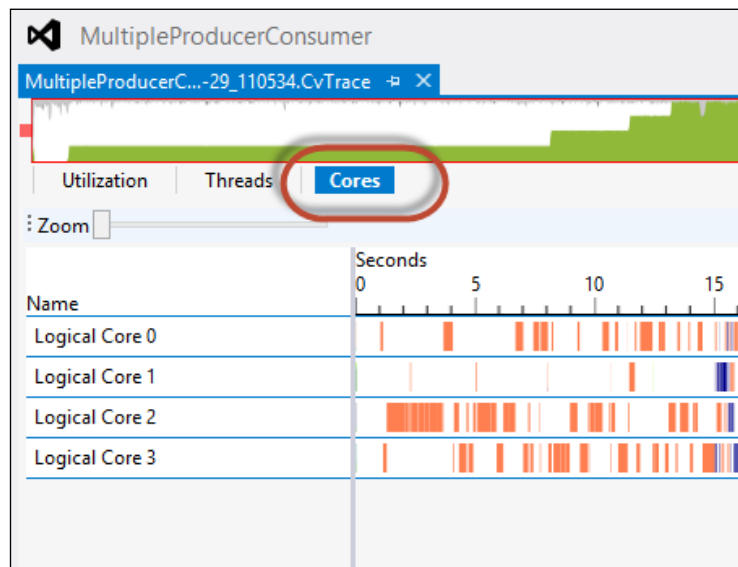 MultipleProducerConsumer
MultipleProducerC...-29_110534.CvTrace
Utilization Threads Cores
Zoom
Seconds
0 5 10 15
Name
Logical Core 0
Logical Core 1
Logical Core 2
Logical Core 3